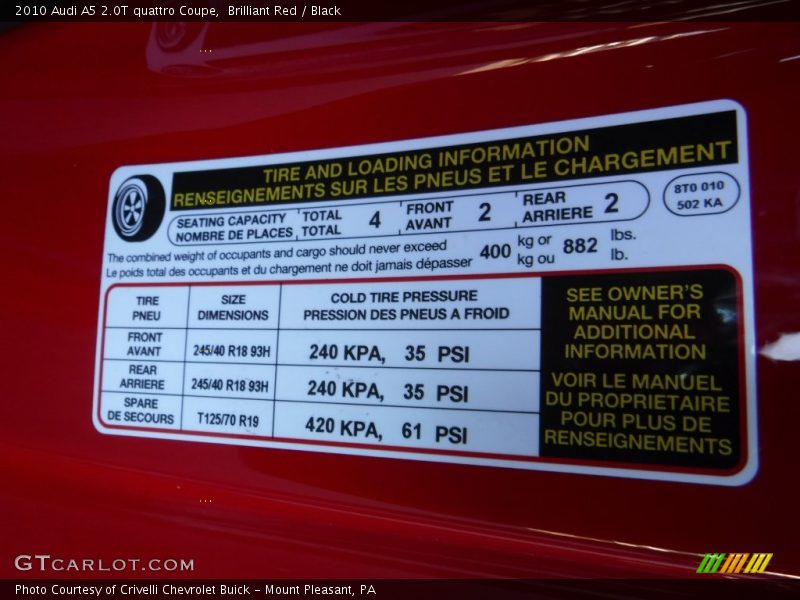 2010 Audi A5 2.0T quattro Coupe,  Brilliant Red / Black
TIRE AND LOADING INFORMATION
RENSEIGNEMENTS SUR LES PNEUS ET LE CHARGEMENT
SEATING CAPACITY TOTAL 4 FRONT 2 REAR 2
NOMBRE DE PLACES TOTAL AVANT ARRIERE
8T0 010
502 KA
The combined weight of occupants and cargo should never exceed 400 kg or 882 lbs.
Le poids total des occupants et du chargement ne doit jamais dépasser kg ou lb.
TIRE SIZE COLD TIRE PRESSURE
PNEU DIMENSIONS PRESSION DES PNEUS A FROID
FRONT
AVANT 245/40 R18 93H 240 KPA, 35 PSI
REAR
ARRIERE 245/40 R18 93H 240 KPA, 35 PSI
SPARE
DE SECOURS T125/70 R19 420 KPA, 61 PSI
SEE OWNER'S
MANUAL FOR
ADDITIONAL
INFORMATION
VOIR LE MANUEL
DU PROPRIETAIRE
POUR PLUS DE
RENSEIGNEMENTS
GTCARLOT.COM
Photo Courtesy of Crivelli Chevrolet Buick – Mount Pleasant, PA